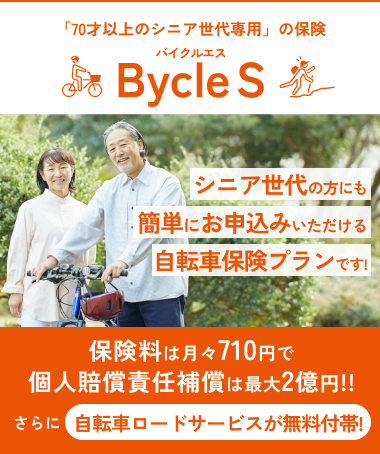 「70才以上のシニア世代専用」の保険
バイクルエス
Bycle S
シニア世代の方にも
簡単にお申込みいただける
自転車保険プランです!
保険料は月々710円で
個人賠償責任補償は最大2億円!!
さらに 自転車ロードサービスが無料付帯!